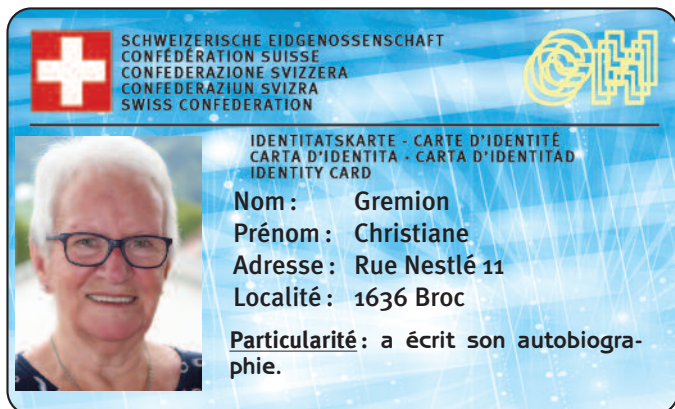 SCHWEIZERISCHE EIDGENOSSENSCHAFT
CONFÉDÉRATION SUISSE
CONFEDERAZIONE SVIZZERA
CONFEDERAZIUN SVIZRA
SWISS CONFEDERATION
CH
IDENTITATSKARTE - CARTE D'IDENTITÉ
CARTA D'IDENTITA - CARTA D'IDENTITAD
IDENTITY CARD
Nom : Gremion
Prénom : Christiane
Adresse : Rue Nestlé 11
Localité : 1636 Broc
Particularité : a écrit son autobiogra-
phie.